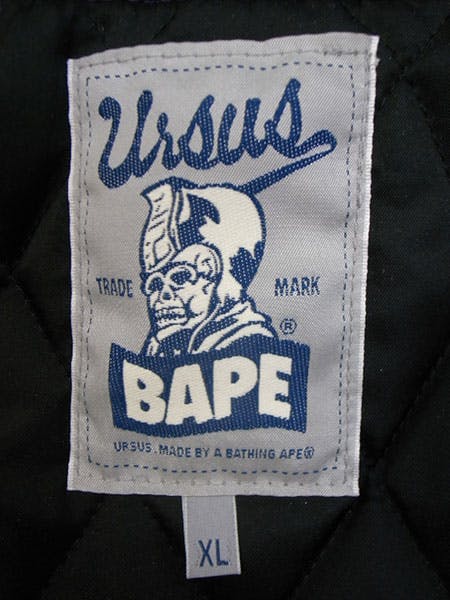 Ursus
TRADE MARK
®
BAPE
URSUS. MADE BY A BATHING APE®
XL